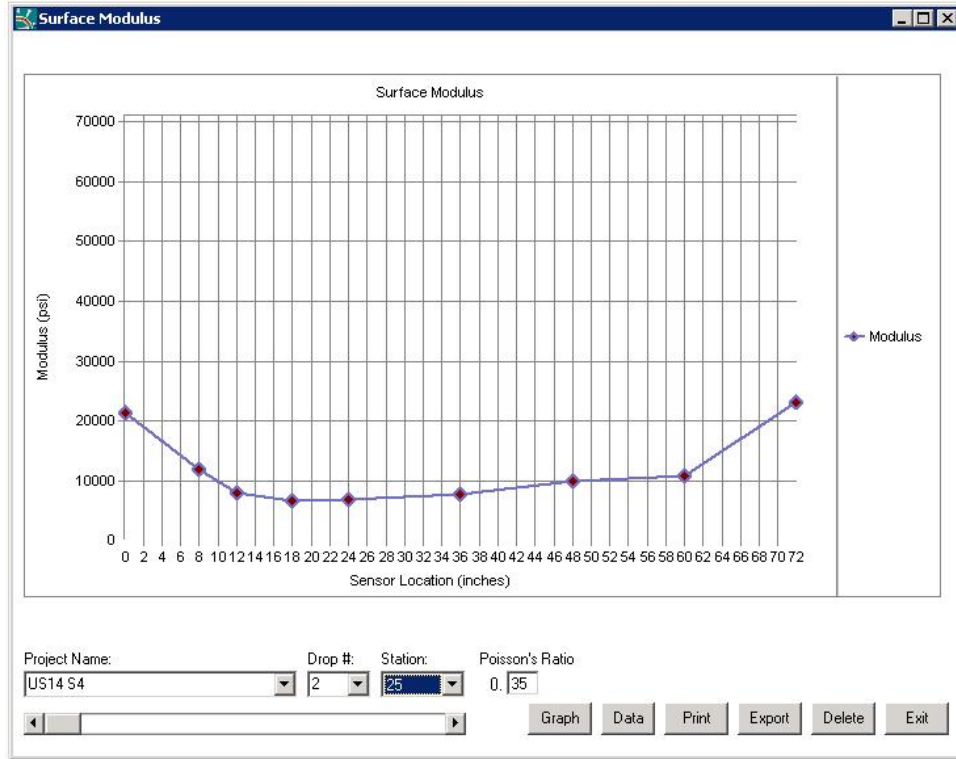 Surface Modulus
Surface Modulus
70000
60000
50000
40000
30000
20000
10000
0
Modulus (psi)
0 2 4 6 8 10 12 14 16 18 20 22 24 26 28 30 32 34 36 38 40 42 44 46 48 50 52 54 56 58 60 62 64 66 68 70 72
Sensor Location (inches)
Modulus
Project Name: Drop #: Station: Poisson's Ratio
US14 S4 2 25 0. 35
Graph Data Print Export Delete Exit